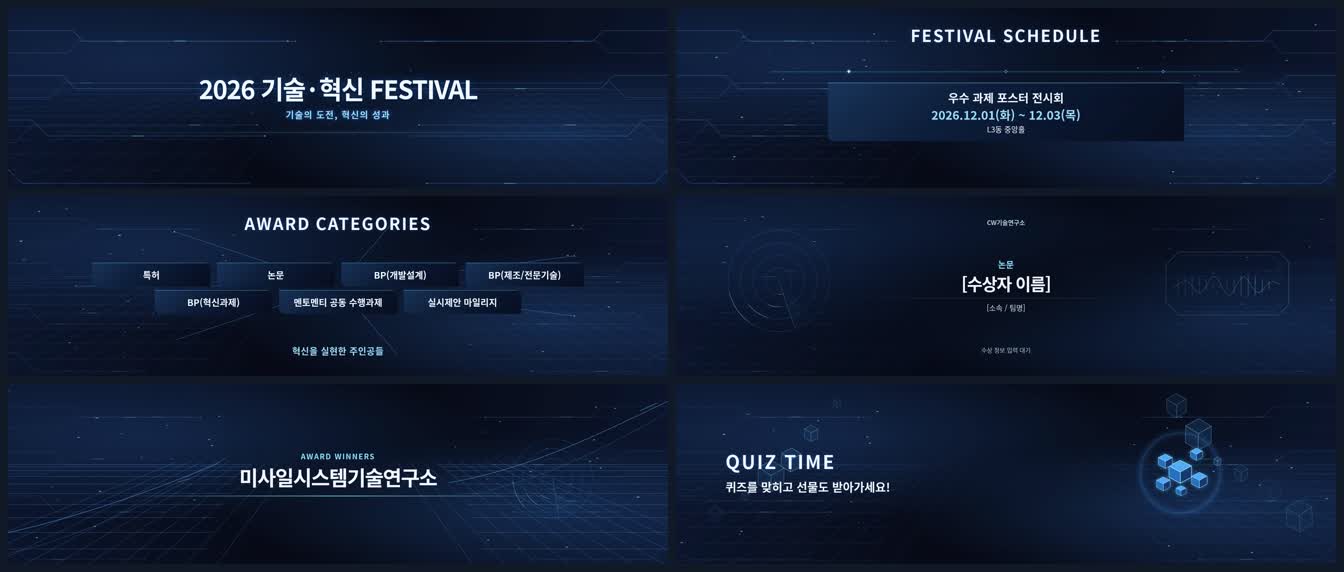 2026 기술·혁신 FESTIVAL
기술의 도전, 혁신의 성과
FESTIVAL SCHEDULE
우수 과제 포스터 전시회
2026.12.01(화) ~ 12.03(목)
L3동 중앙홀
AWARD CATEGORIES
특허
논문
BP(개발설계)
BP(제조/전문기술)
BP(혁신과제)
멘토멘티 공동 수행과제
실시제안 마일리지
혁신을 실현한 주인공들
CW기술연구소
논문
[수상자 이름]
[소속 / 팀명]
수상 정보 입력 대기
AWARD WINNERS
미사일시스템기술연구소
QUIZ TIME
퀴즈를 맞히고 선물도 받아가세요!